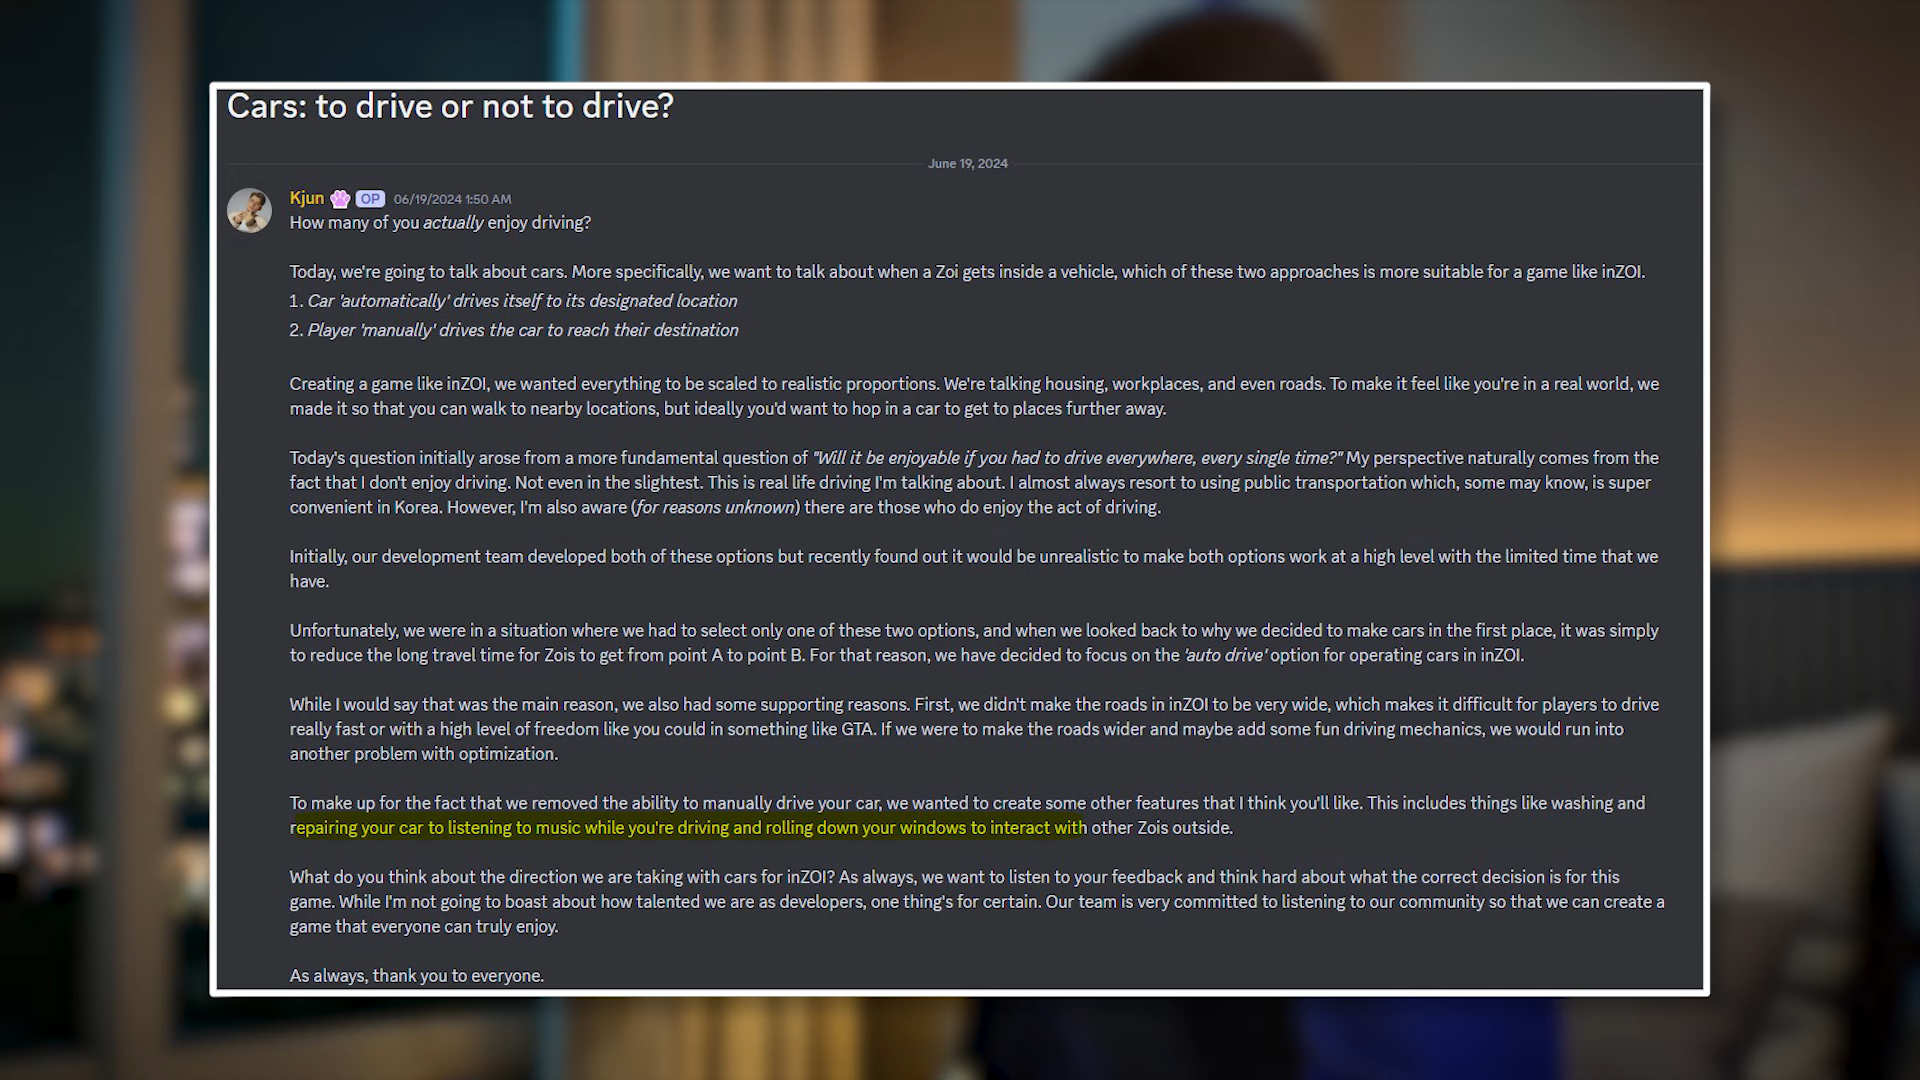 Cars: to drive or not to drive?
June 19, 2024
Kjun OP 06/19/2024 1:50 AM
How many of you actually enjoy driving?
Today, we're going to talk about cars. More specifically, we want to talk about when a Zoi gets inside a vehicle, which of these two approaches is more suitable for a game like inZOI.
1. Car 'automatically' drives itself to its designated location
2. Player 'manually' drives the car to reach their destination
Creating a game like inZOI, we wanted everything to be scaled to realistic proportions. We're talking housing, workplaces, and even roads. To make it feel like you're in a real world, we
made it so that you can walk to nearby locations, but ideally you'd want to hop in a car to get to places further away.
Today's question initially arose from a more fundamental question of "Will it be enjoyable if you had to drive everywhere, every single time?" My perspective naturally comes from the
fact that I don't enjoy driving. Not even in the slightest. This is real life driving I'm talking about. I almost always resort to using public transportation which, some may know, is super
convenient in Korea. However, I'm also aware (for reasons unknown) there are those who do enjoy the act of driving.
Initially, our development team developed both of these options but recently found out it would be unrealistic to make both options work at a high level with the limited time that we
have.
Unfortunately, we were in a situation where we had to select only one of these two options, and when we looked back to why we decided to make cars in the first place, it was simply
to reduce the long travel time for Zois to get from point A to point B. For that reason, we have decided to focus on the 'auto drive' option for operating cars in inZOI.
While I would say that was the main reason, we also had some supporting reasons. First, we didn't make the roads in inZOI to be very wide, which makes it difficult for players to drive
really fast or with a high level of freedom like you could in something like GTA. If we were to make the roads wider and maybe add some fun driving mechanics, we would run into
another problem with optimization.
To make up for the fact that we removed the ability to manually drive your car, we wanted to create some other features that I think you'll like. This includes things like washing and
repairing your car to listening to music while you're driving and rolling down your windows to interact with other Zois outside.
What do you think about the direction we are taking with cars for inZOI? As always, we want to listen to your feedback and think hard about what the correct decision is for this
game. While I'm not going to boast about how talented we are as developers, one thing's for certain. Our team is very committed to listening to our community so that we can create a
game that everyone can truly enjoy.
As always, thank you to everyone.